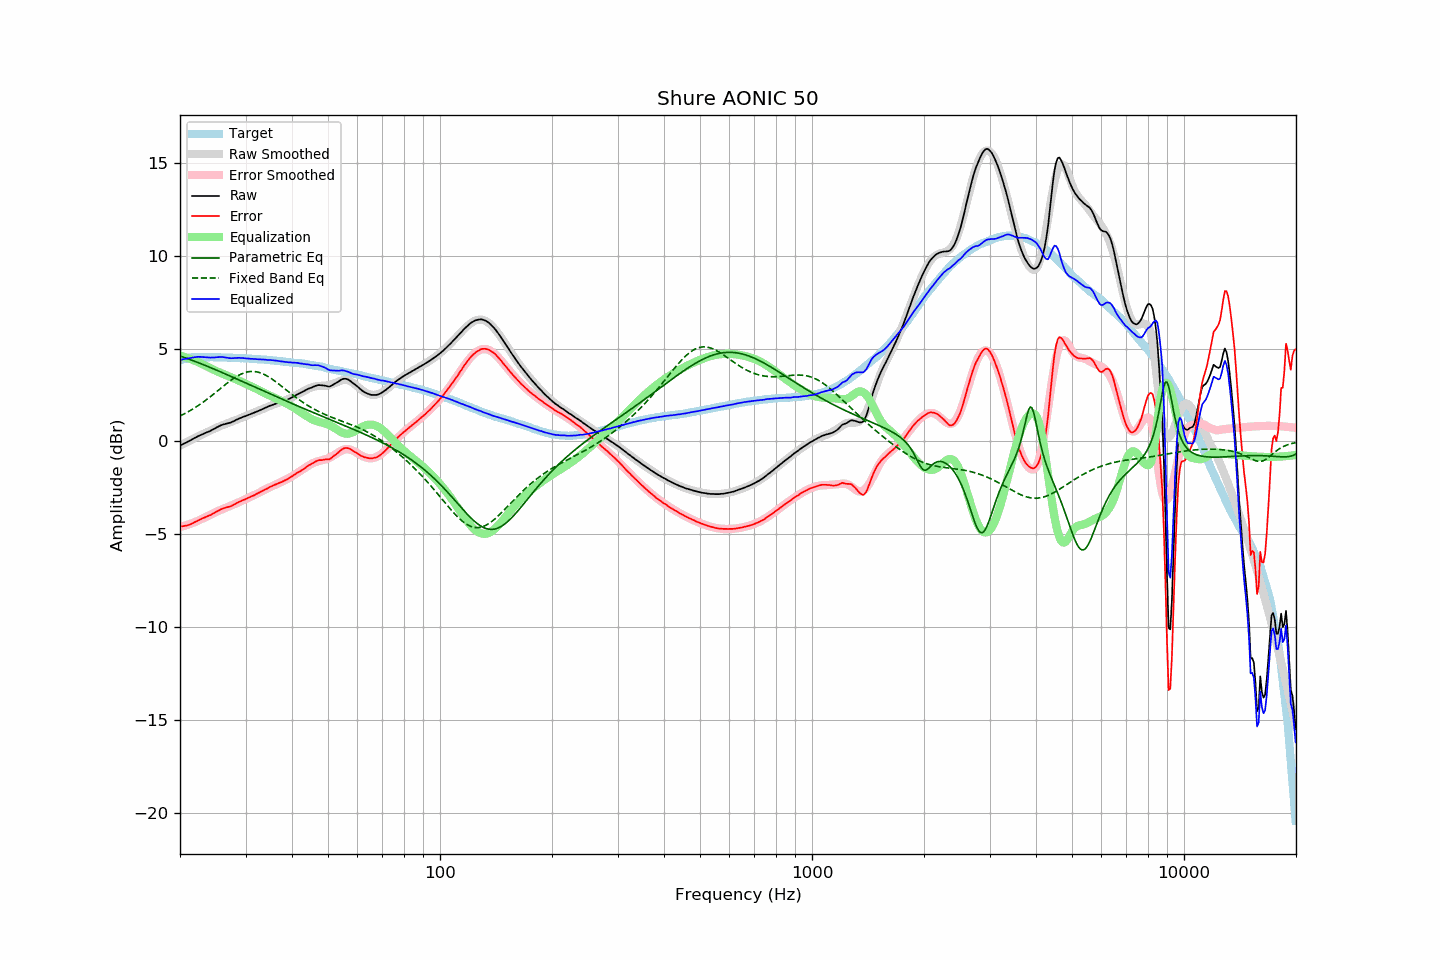 Shure AONIC 50
Target
Raw Smoothed
Error Smoothed
Raw
Error
Equalization
Parametric Eq
Fixed Band Eq
Equalized
15
10
5
0
−5
−10
−15
−20
Amplitude (dBr)
100
1000
10000
Frequency (Hz)